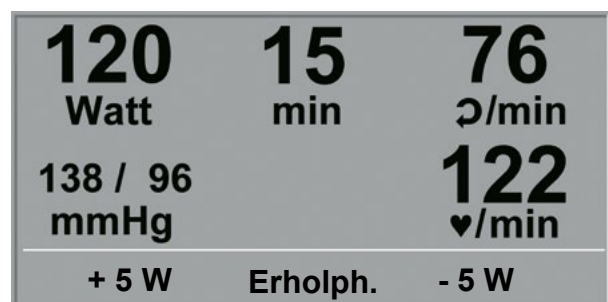 120 15 76
Watt min ↻/min
138 / 96 122
mmHg ♥/min
+ 5 W Erholph. - 5 W